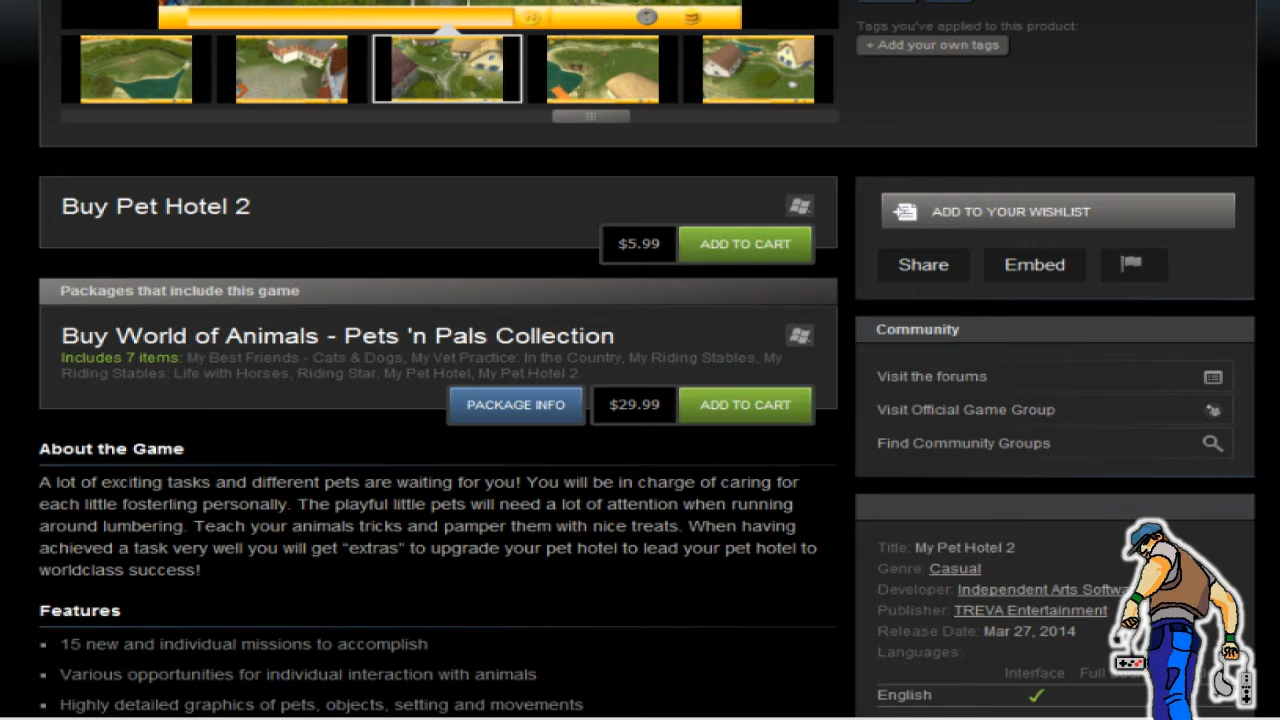 Tags you've applied to this product:
+ Add your own tags
Buy Pet Hotel 2
$5.99
ADD TO CART
Packages that include this game
Buy World of Animals - Pets 'n Pals Collection
Includes 7 items: My Best Friends - Cats & Dogs, My Vet Practice: In the Country, My Riding Stables, My
Riding Stables: Life with Horses, Riding Star, My Pet Hotel, My Pet Hotel 2
PACKAGE INFO
$29.99
ADD TO CART
About the Game
A lot of exciting tasks and different pets are waiting for you! You will be in charge of caring for
each little fosterling personally. The playful little pets will need a lot of attention when running
around lumbering. Teach your animals tricks and pamper them with nice treats. When having
achieved a task very well you will get “extras” to upgrade your pet hotel to lead your pet hotel to
worldclass success!
Features
15 new and individual missions to accomplish
Various opportunities for individual interaction with animals
Highly detailed graphics of pets, objects, setting and movements
ADD TO YOUR WISHLIST
Share
Embed
Community
Visit the forums
Visit Official Game Group
Find Community Groups
Title: My Pet Hotel 2
Genre: Casual
Developer: Independent Arts Softwa
Publisher: TREVA Entertainment
Release Date: Mar 27, 2014
Languages:
Interface Full
English